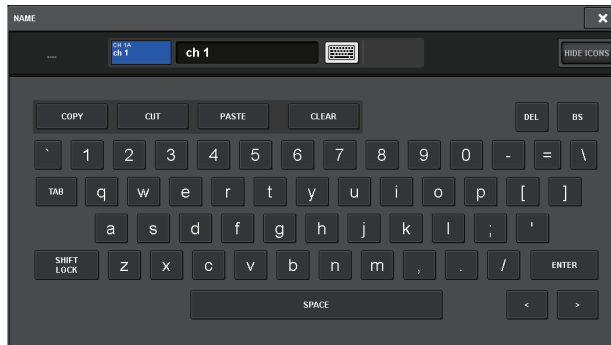 NAME ×
CH 1A
---- ch 1 ch 1 HIDE ICONS
COPY CUT PASTE CLEAR DEL BS
` 1 2 3 4 5 6 7 8 9 0 - = \
TAB q w e r t y u i o p [ ]
a s d f g h j k l ; '
SHIFT LOCK z x c v b n m , . / ENTER
SPACE < >